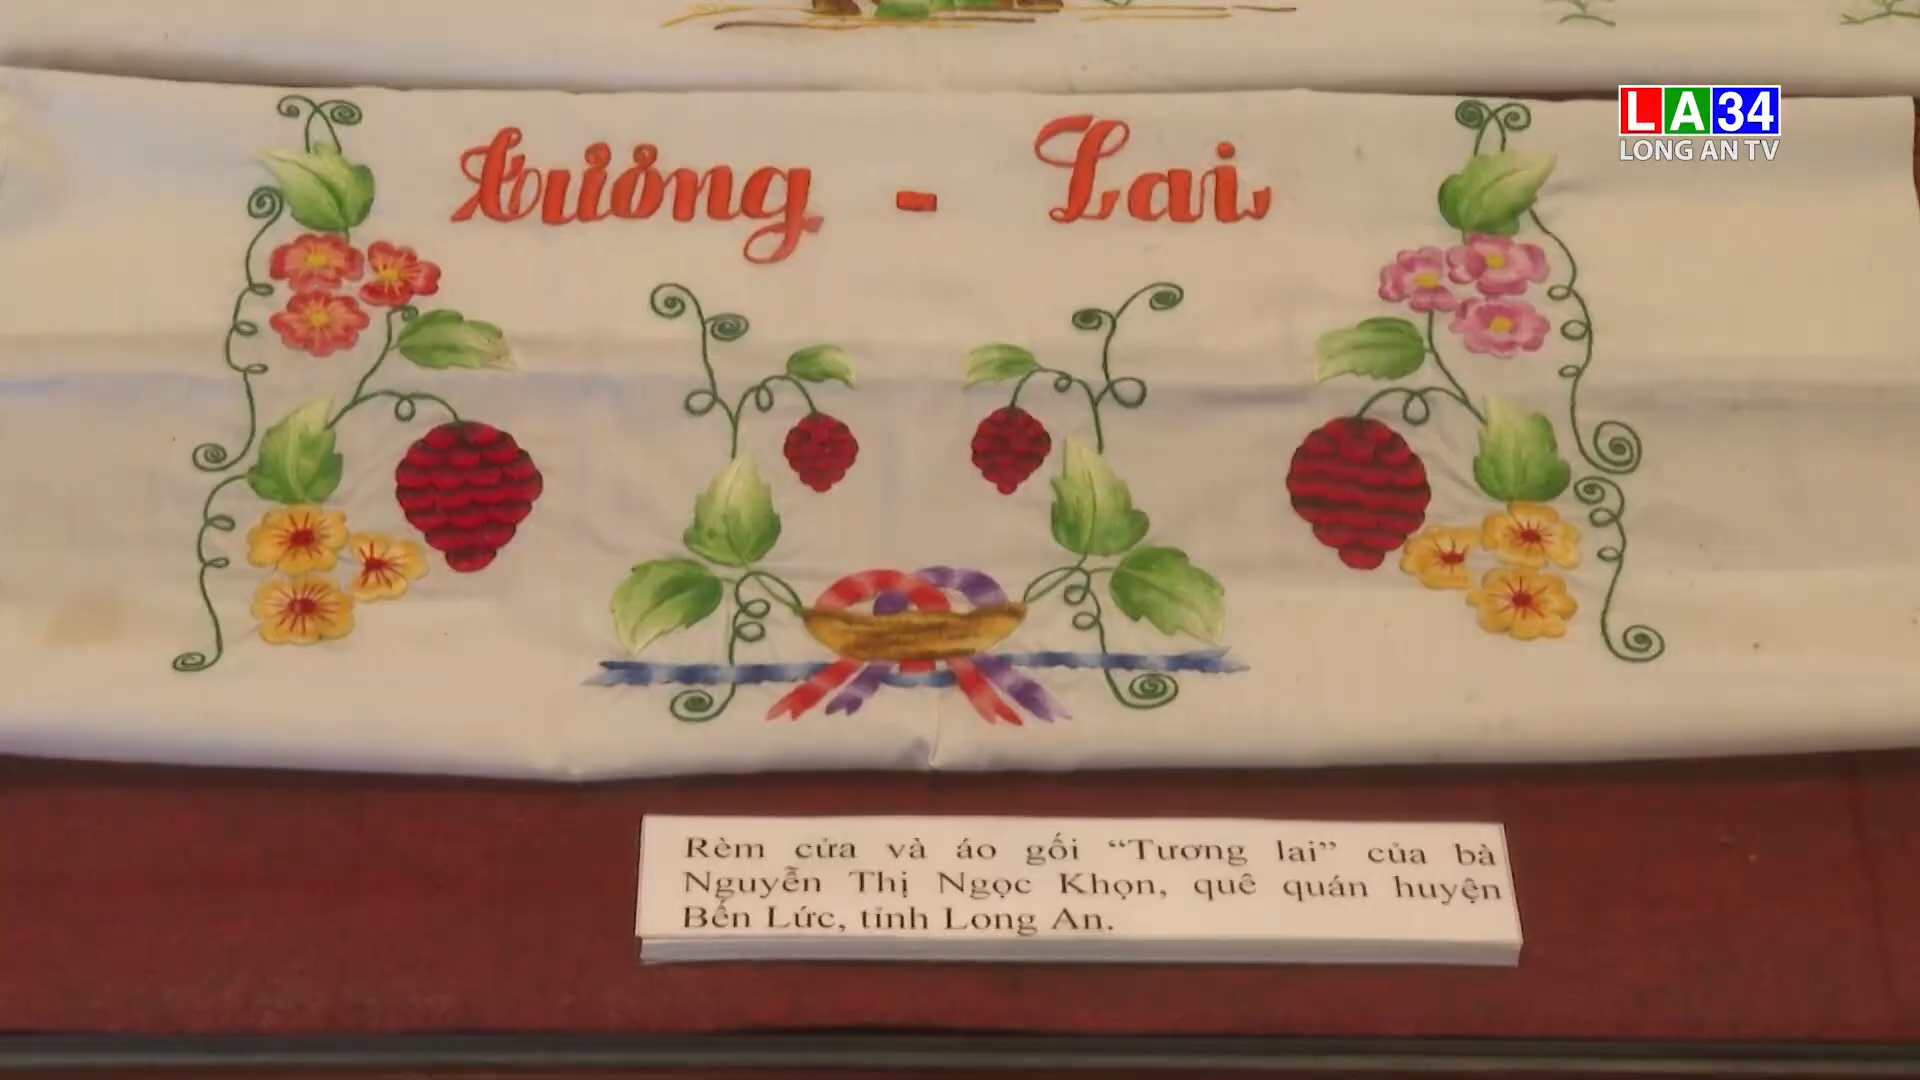 LA34
LONG AN TV
Tương - Lai
Rèm cửa và áo gối “Tương lai” của bà
Nguyễn Thị Ngọc Khọn, quê quán huyện
Bến Lức, tỉnh Long An.